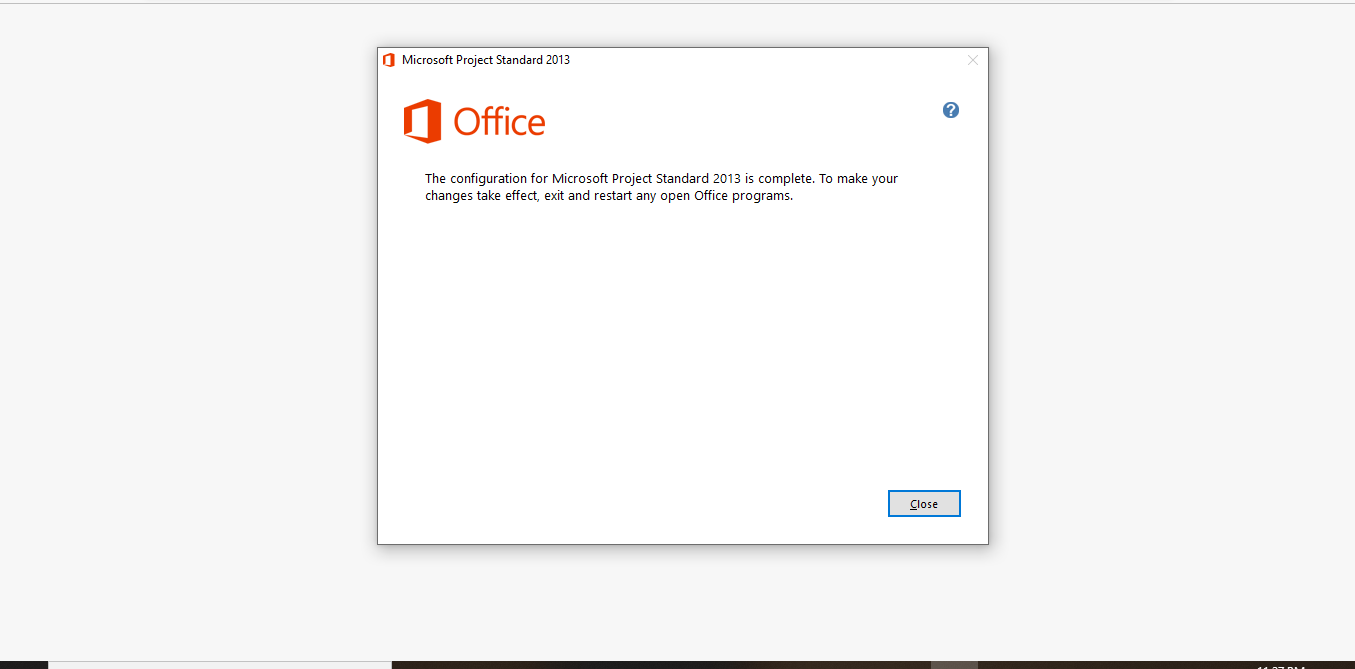 Microsoft Project Standard 2013
Office
?
The configuration for Microsoft Project Standard 2013 is complete. To make your
changes take effect, exit and restart any open Office programs.
Close